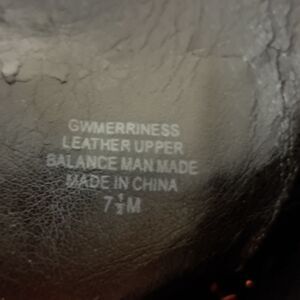 GWMERRINESS
LEATHER UPPER
BALANCE MAN MADE
MADE IN CHINA
7½M